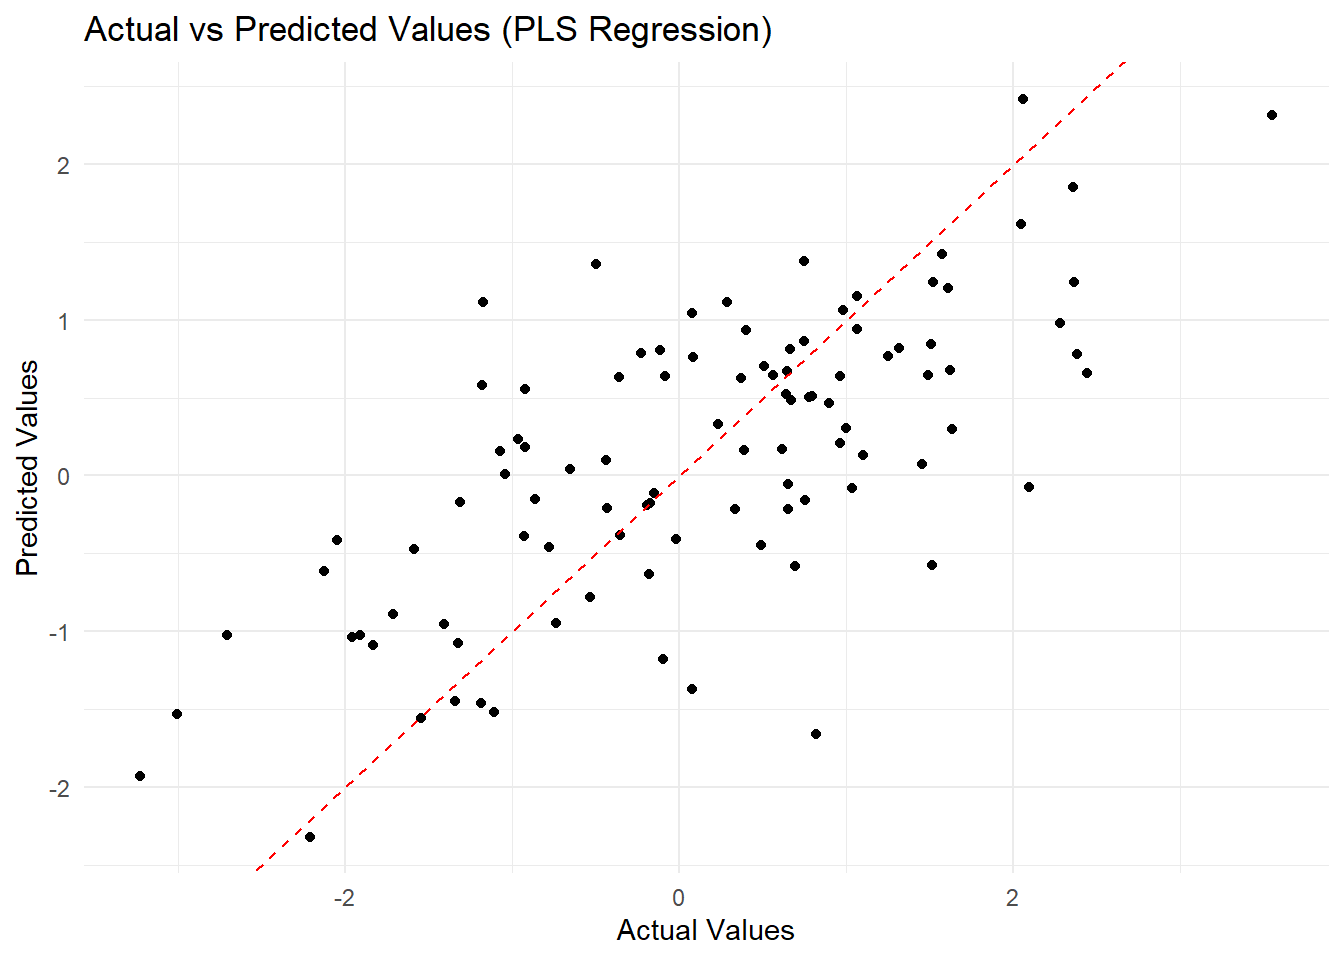 Actual vs Predicted Values (PLS Regression)
Predicted Values
2
1
0
-1
-2
-2
0
2
Actual Values